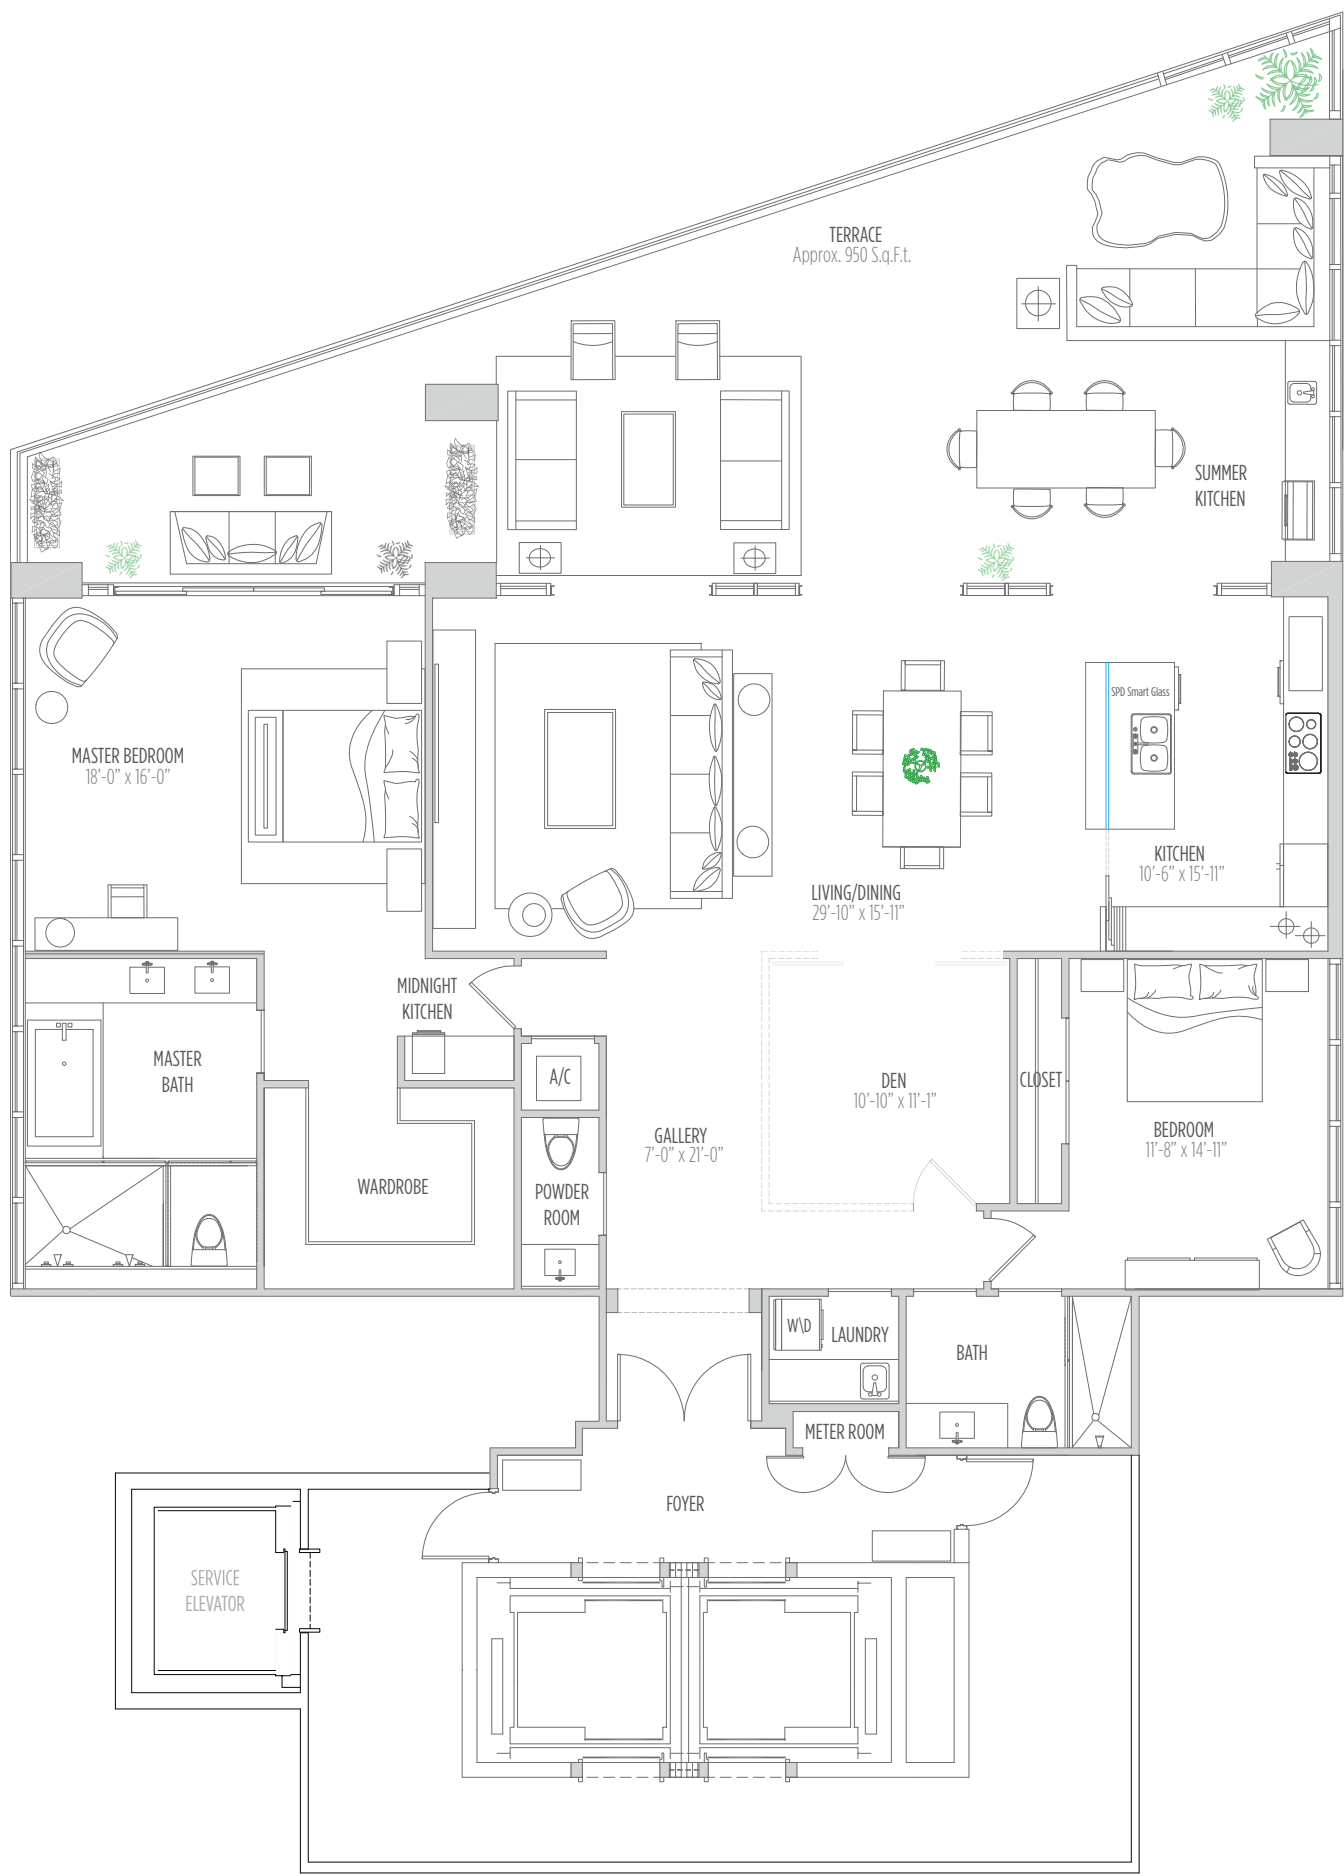 TERRACE
Approx. 950 S.q.F.t.
SUMMER
KITCHEN
SPD Smart Glass
MASTER BEDROOM
18'-0" x 16'-0"
KITCHEN
10'-6" x 15'-11"
LIVING/DINING
29'-10" x 15'-11"
MIDNIGHT
KITCHEN
MASTER
BATH
A/C
DEN
10'-10" x 11'-1"
CLOSET
GALLERY
7'-0" x 21'-0"
BEDROOM
11'-8" x 14'-11"
WARDROBE
POWDER
ROOM
W\D
LAUNDRY
BATH
METER ROOM
FOYER
SERVICE
ELEVATOR